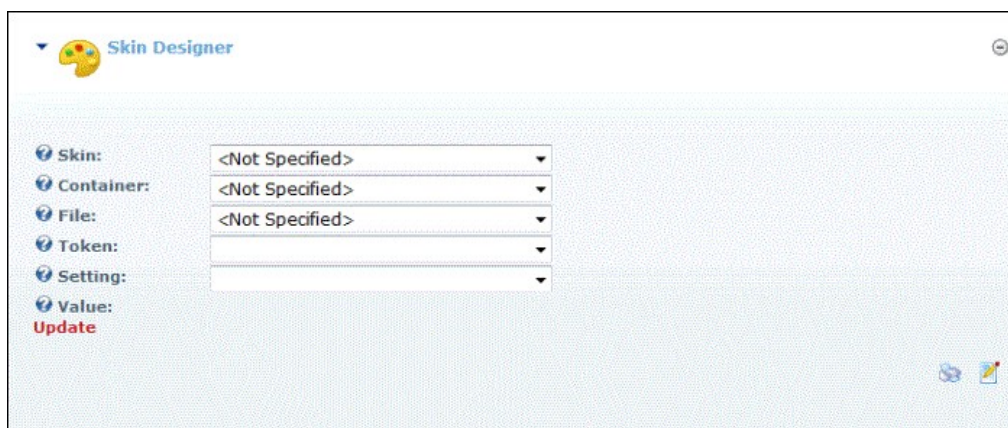 Skin Designer
Skin: <Not Specified>
Container: <Not Specified>
File: <Not Specified>
Token:
Setting:
Value:
Update